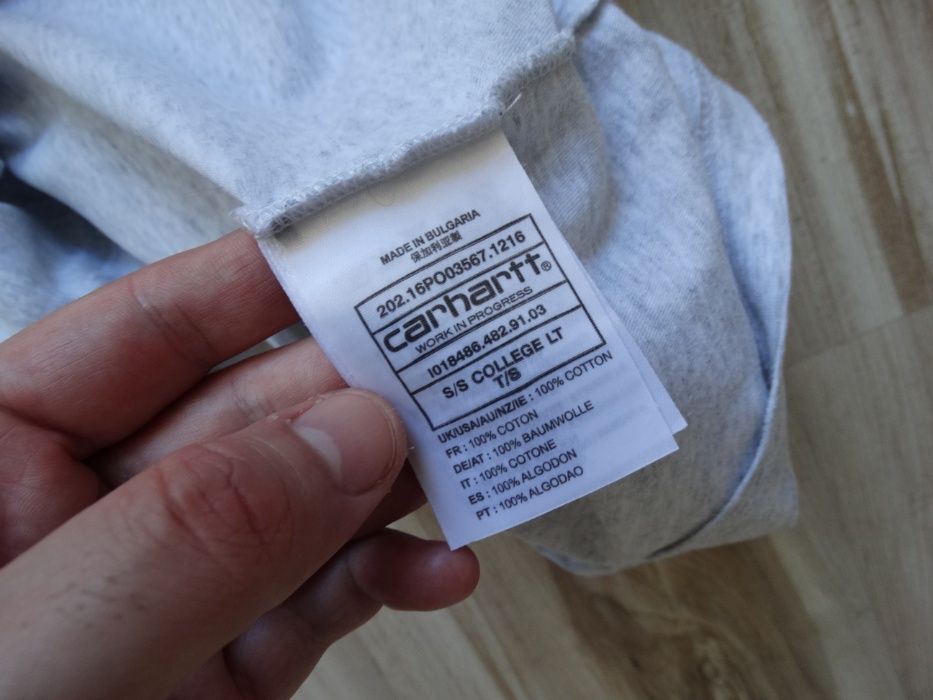 MADE IN BULGARIA
保加利亚製
202.16PO03567.1216
carhartt®
WORK IN PROGRESS
I018486.482.91.03
S/S COLLEGE LT
T/S
UK/USA/AU/NZ/IE : 100% COTTON
FR : 100% COTON
DE/AT : 100% BAUMWOLLE
IT : 100% COTONE
ES : 100% ALGODON
PT : 100% ALGODAO